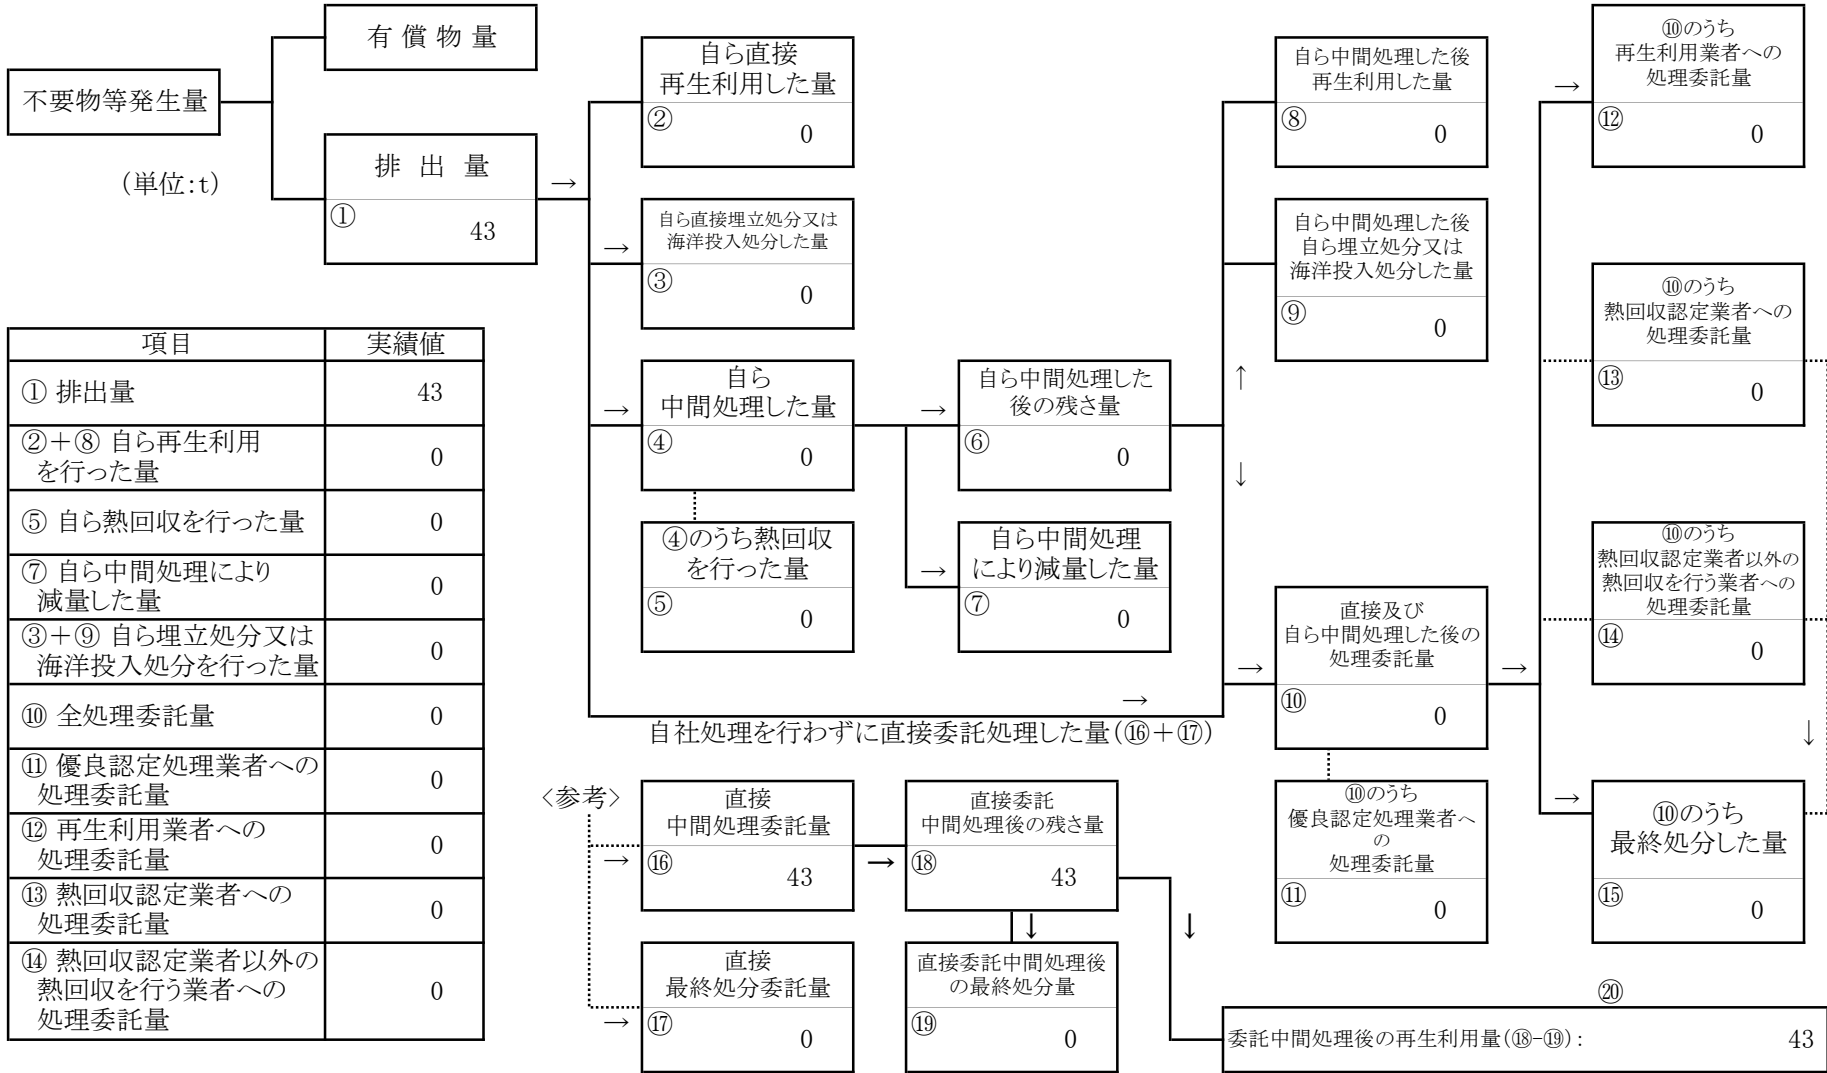 有 償 物 量
不要物等発生量
(単位:t)
排 出 量
①
43
→
自ら直接
再生利用した量
②
0
→
自ら直接埋立処分又は
海洋投入処分した量
③
0
→
自ら
中間処理した量
④
0
④のうち熱回収
を行った量
⑤
0
→
自ら中間処理した
後の残さ量
⑥
0
→
自ら中間処理
により減量した量
⑦
0
自ら中間処理した後
再生利用した量
⑧
0
自ら中間処理した後
自ら埋立処分又は
海洋投入処分した量
⑨
0
↑
↓
→
自社処理を行わずに直接委託処理した量(⑯+⑰)
→
直接及び
自ら中間処理した後の
処理委託量
⑩
0
→
⑩のうち
優良認定処理業者へ
の
処理委託量
⑪
0
→
⑩のうち
再生利用業者への
処理委託量
⑫
0
⑩のうち
熱回収認定業者への
処理委託量
⑬
0
⑩のうち
熱回収認定業者以外の
熱回収を行う業者への
処理委託量
⑭
0
↓
→
⑩のうち
最終処分した量
⑮
0
項目 実績値
① 排出量 43
②+⑧ 自ら再生利用
を行った量 0
⑤ 自ら熱回収を行った量 0
⑦ 自ら中間処理により
減量した量 0
③+⑨ 自ら埋立処分又は
海洋投入処分を行った量 0
⑩ 全処理委託量 0
⑪ 優良認定処理業者への
処理委託量 0
⑫ 再生利用業者への
処理委託量 0
⑬ 熱回収認定業者への
処理委託量 0
⑭ 熱回収認定業者以外の
熱回収を行う業者への
処理委託量 0
<参考>
→
直接
中間処理委託量
⑯
43
→
直接委託
中間処理後の残さ量
⑱
43
↓
↓
→
直接
最終処分委託量
⑰
0
直接委託中間処理後
の最終処分量
⑲
0
⑳
委託中間処理後の再生利用量(⑱-⑲): 43